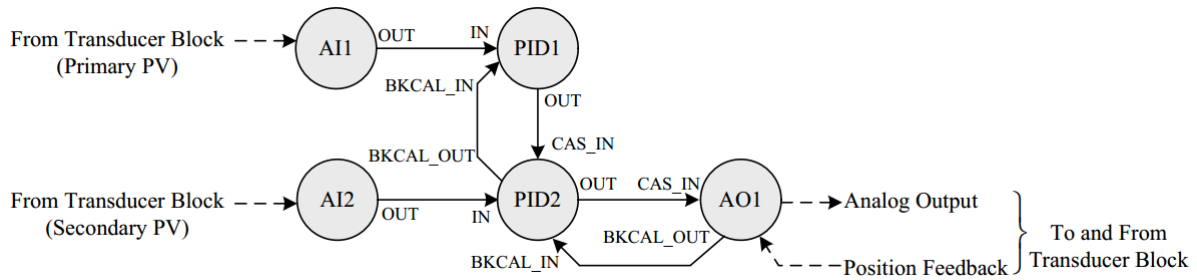 From Transducer Block
(Primary PV)
AI1
OUT
IN
PID1
BKCAL_IN
OUT
CAS_IN
BKCAL_OUT
From Transducer Block
(Secondary PV)
AI2
OUT
IN
PID2
OUT
CAS_IN
AO1
BKCAL_OUT
BKCAL_IN
Analog Output
Position Feedback
To and From
Transducer Block